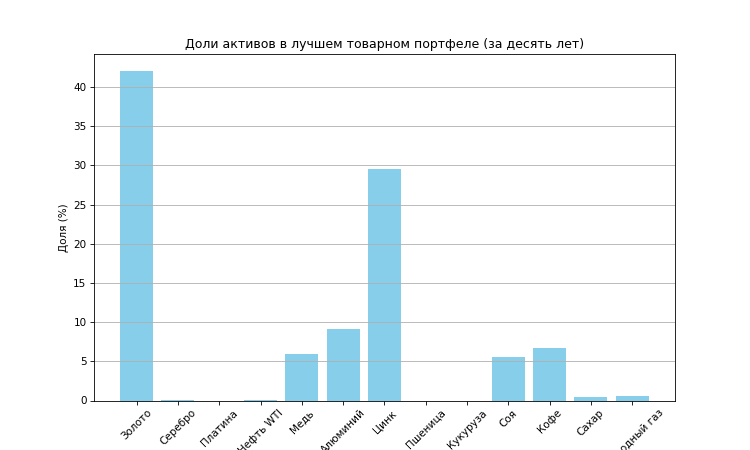 Доли активов в лучшем товарном портфеле (за десять лет)
Доля (%)
40
35
30
25
20
15
10
5
0
Золото
Серебро
Платина
Нефть WTI
Медь
Алюминий
Цинк
Пшеница
Кукуруза
Соя
Кофе
Сахар
газ